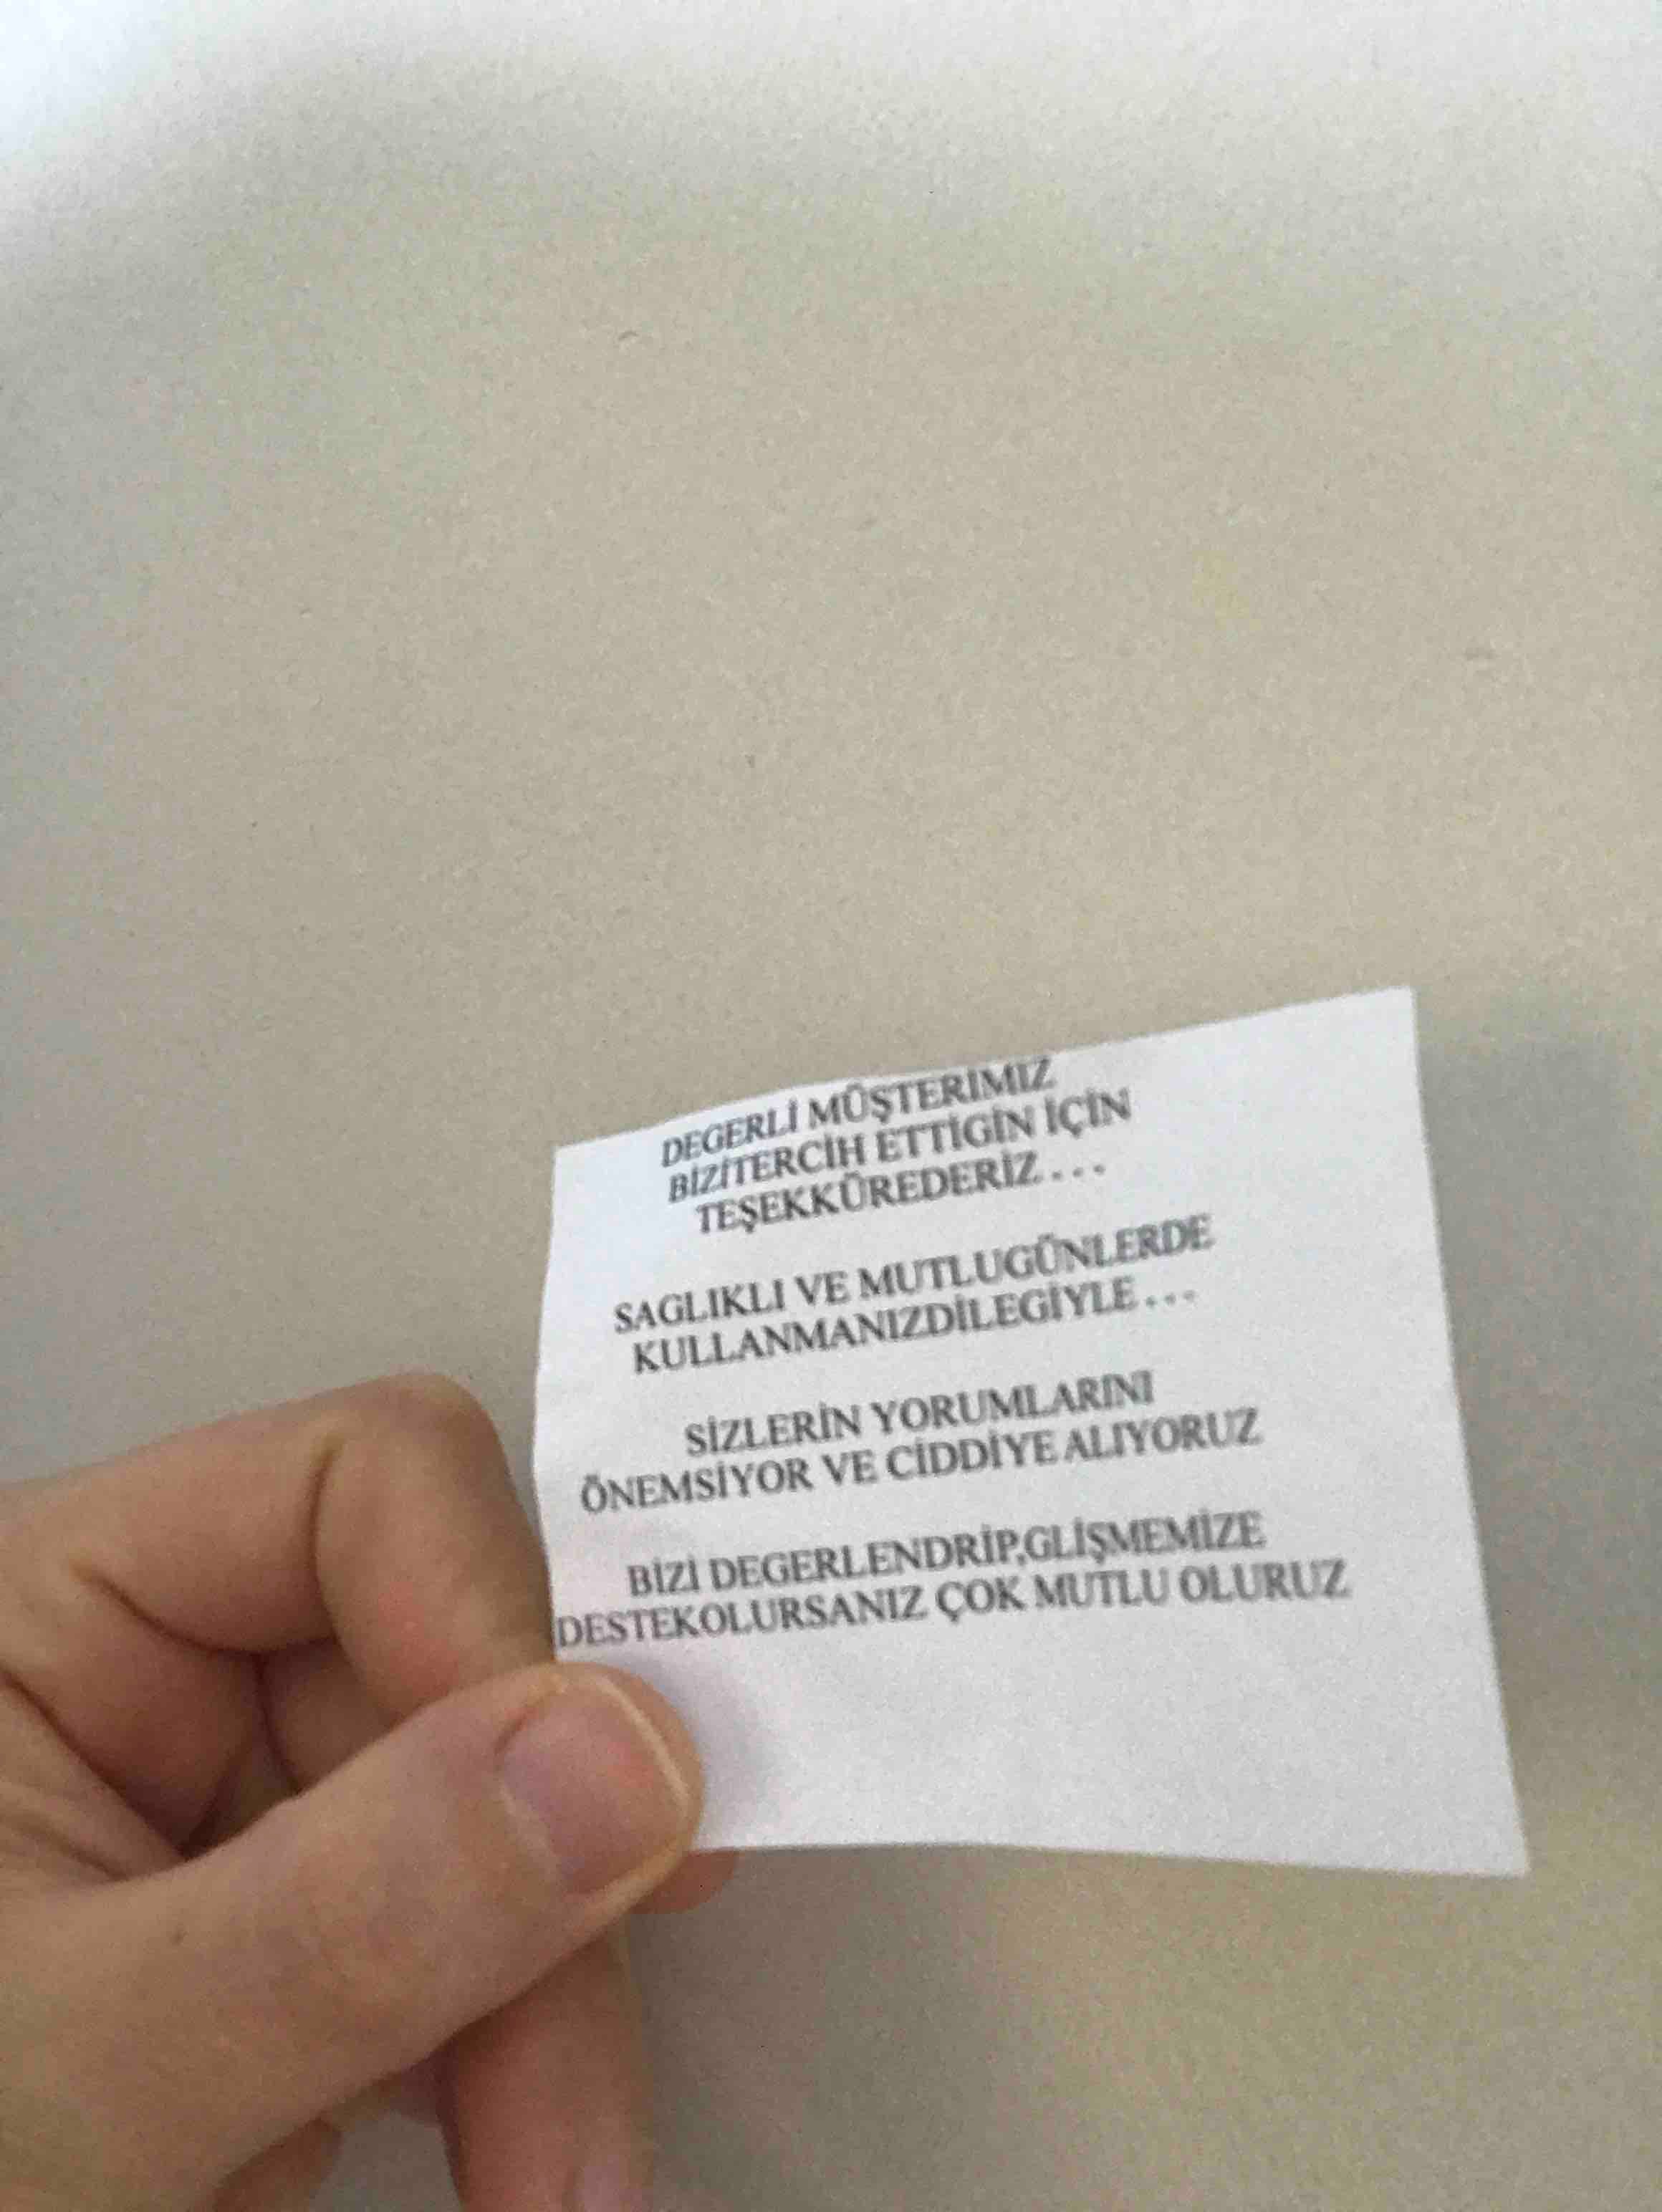 DEGERLİ MÜŞTERIMIZ
BİZİTERCİH ETTİGİN İÇİN
TEŞEKKÜREDERİZ...
SAGLIKLI VE MUTLUGÜNLERDE
KULLANMANIZDİLEGİYLE...
SİZLERİN YORUMLARINI
ÖNEMSİYOR VE CİDDİYE ALIYORUZ
BİZİ DEGERLENDRİP,GLİŞMEMİZE
DESTEKOLURSANIZ ÇOK MUTLU OLURUZ